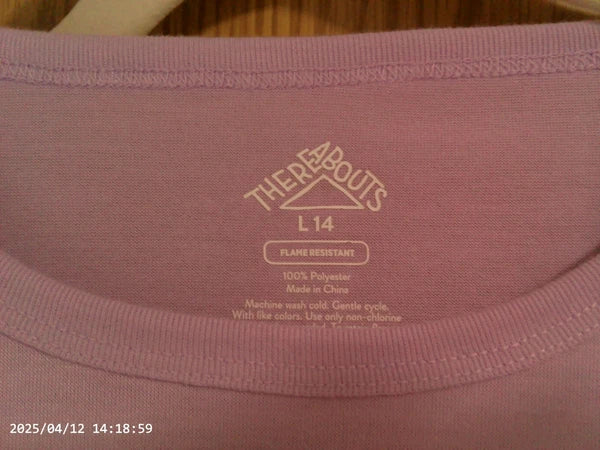 THEREABOUTS
L 14
FLAME RESISTANT
100% Polyester
Made in China
Machine wash cold. Gentle cycle,
With like colors. Use only non-chlorine
2025/04/12 14:18:59